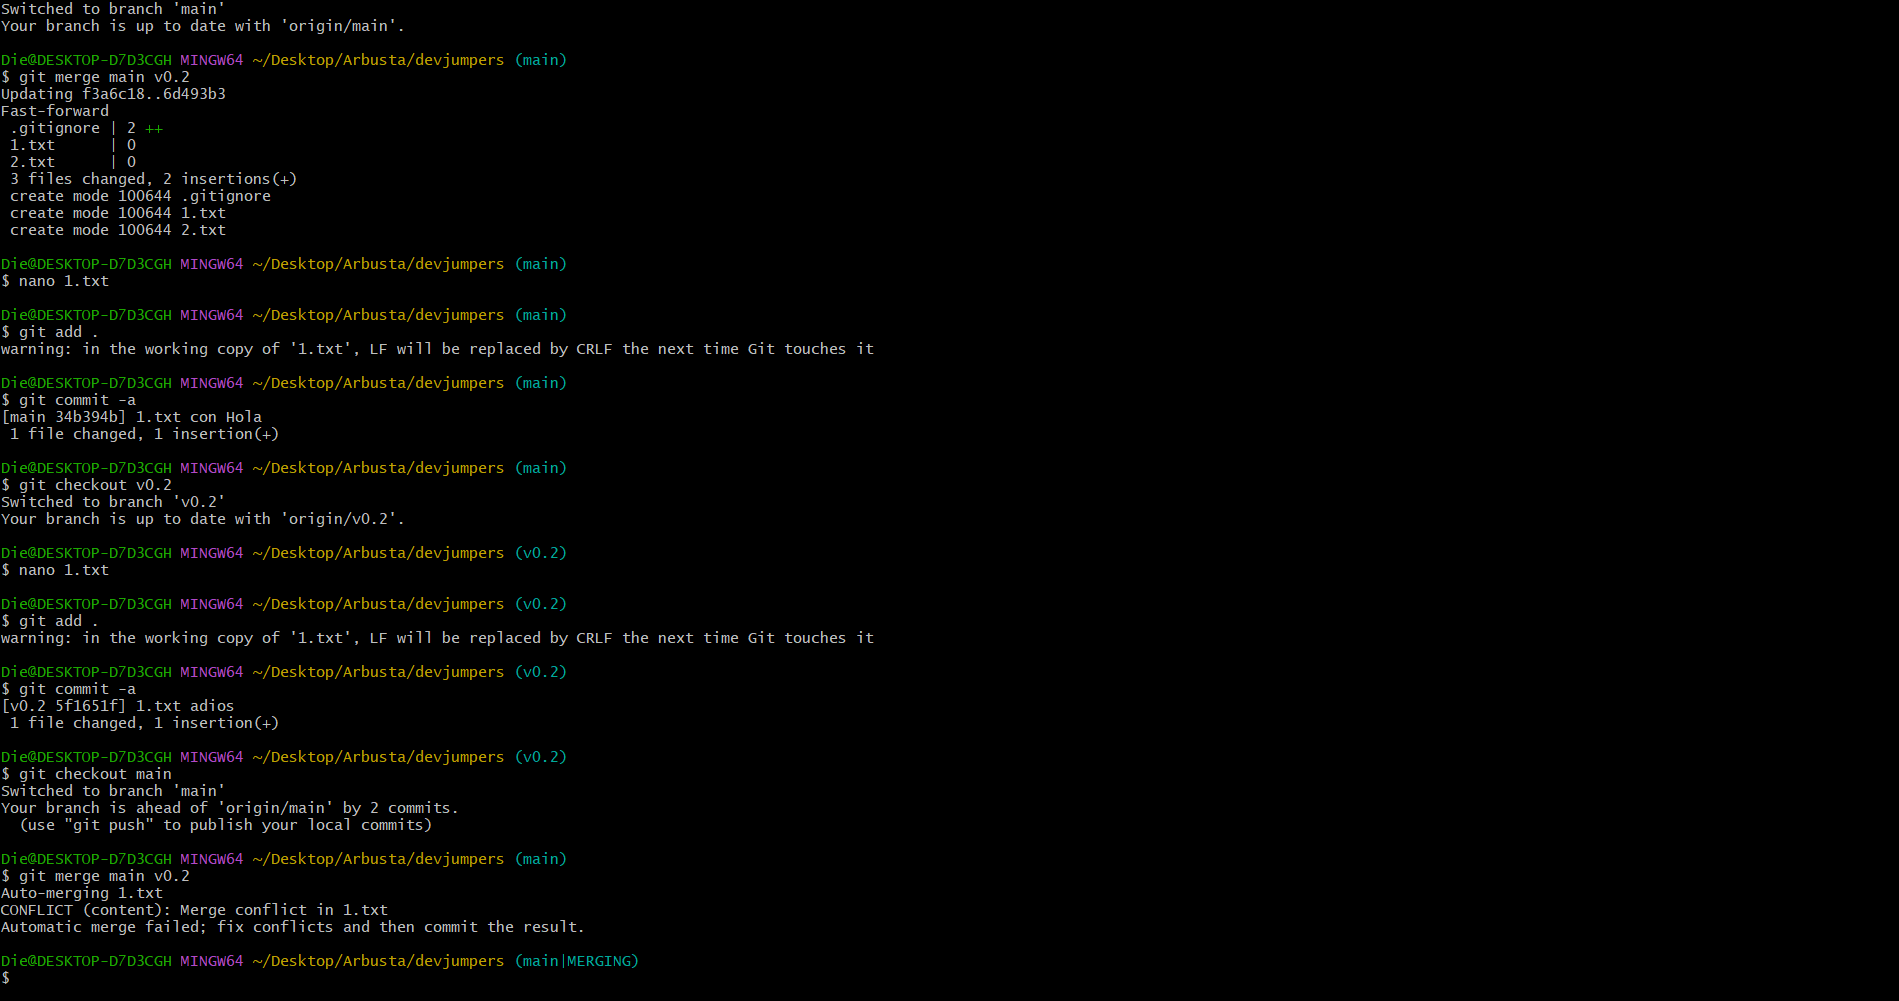 Switched to branch 'main'
Your branch is up to date with 'origin/main'.
Die@DESKTOP-D7D3CGH MINGW64 ~/Desktop/Arbusta/devjumpers (main)
$ git merge main v0.2
Updating f3a6c18..6d493b3
Fast-forward
 .gitignore | 2 ++
 1.txt      | 0
 2.txt      | 0
 3 files changed, 2 insertions(+)
 create mode 100644 .gitignore
 create mode 100644 1.txt
 create mode 100644 2.txt
Die@DESKTOP-D7D3CGH MINGW64 ~/Desktop/Arbusta/devjumpers (main)
$ nano 1.txt
Die@DESKTOP-D7D3CGH MINGW64 ~/Desktop/Arbusta/devjumpers (main)
$ git add .
warning: in the working copy of '1.txt', LF will be replaced by CRLF the next time Git touches it
Die@DESKTOP-D7D3CGH MINGW64 ~/Desktop/Arbusta/devjumpers (main)
$ git commit -a
[main 34b394b] 1.txt con Hola
 1 file changed, 1 insertion(+)
Die@DESKTOP-D7D3CGH MINGW64 ~/Desktop/Arbusta/devjumpers (main)
$ git checkout v0.2
Switched to branch 'v0.2'
Your branch is up to date with 'origin/v0.2'.
Die@DESKTOP-D7D3CGH MINGW64 ~/Desktop/Arbusta/devjumpers (v0.2)
$ nano 1.txt
Die@DESKTOP-D7D3CGH MINGW64 ~/Desktop/Arbusta/devjumpers (v0.2)
$ git add .
warning: in the working copy of '1.txt', LF will be replaced by CRLF the next time Git touches it
Die@DESKTOP-D7D3CGH MINGW64 ~/Desktop/Arbusta/devjumpers (v0.2)
$ git commit -a
[v0.2 5f1651f] 1.txt adios
 1 file changed, 1 insertion(+)
Die@DESKTOP-D7D3CGH MINGW64 ~/Desktop/Arbusta/devjumpers (v0.2)
$ git checkout main
Switched to branch 'main'
Your branch is ahead of 'origin/main' by 2 commits.
  (use "git push" to publish your local commits)
Die@DESKTOP-D7D3CGH MINGW64 ~/Desktop/Arbusta/devjumpers (main)
$ git merge main v0.2
Auto-merging 1.txt
CONFLICT (content): Merge conflict in 1.txt
Automatic merge failed; fix conflicts and then commit the result.
Die@DESKTOP-D7D3CGH MINGW64 ~/Desktop/Arbusta/devjumpers (main|MERGING)
$